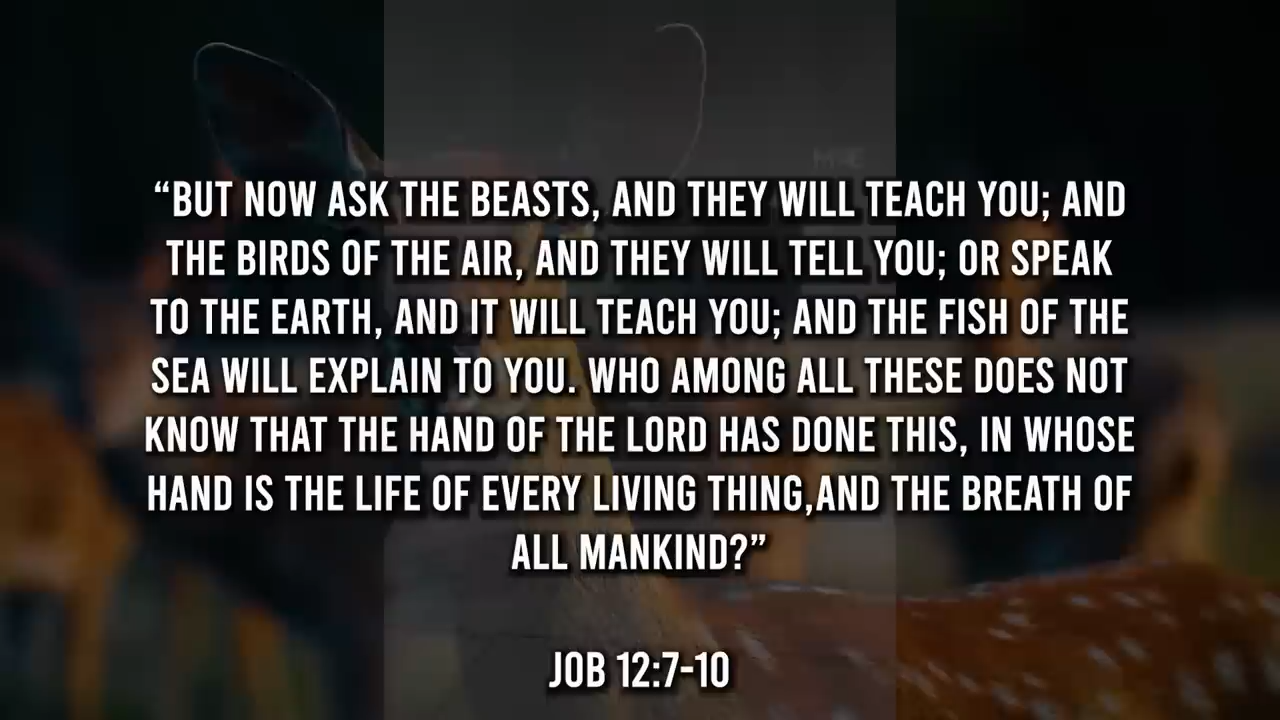 “BUT NOW ASK THE BEASTS, AND THEY WILL TEACH YOU; AND
THE BIRDS OF THE AIR, AND THEY WILL TELL YOU; OR SPEAK
TO THE EARTH, AND IT WILL TEACH YOU; AND THE FISH OF THE
SEA WILL EXPLAIN TO YOU. WHO AMONG ALL THESE DOES NOT
KNOW THAT THE HAND OF THE LORD HAS DONE THIS, IN WHOSE
HAND IS THE LIFE OF EVERY LIVING THING,AND THE BREATH OF
ALL MANKIND?”
JOB 12:7-10